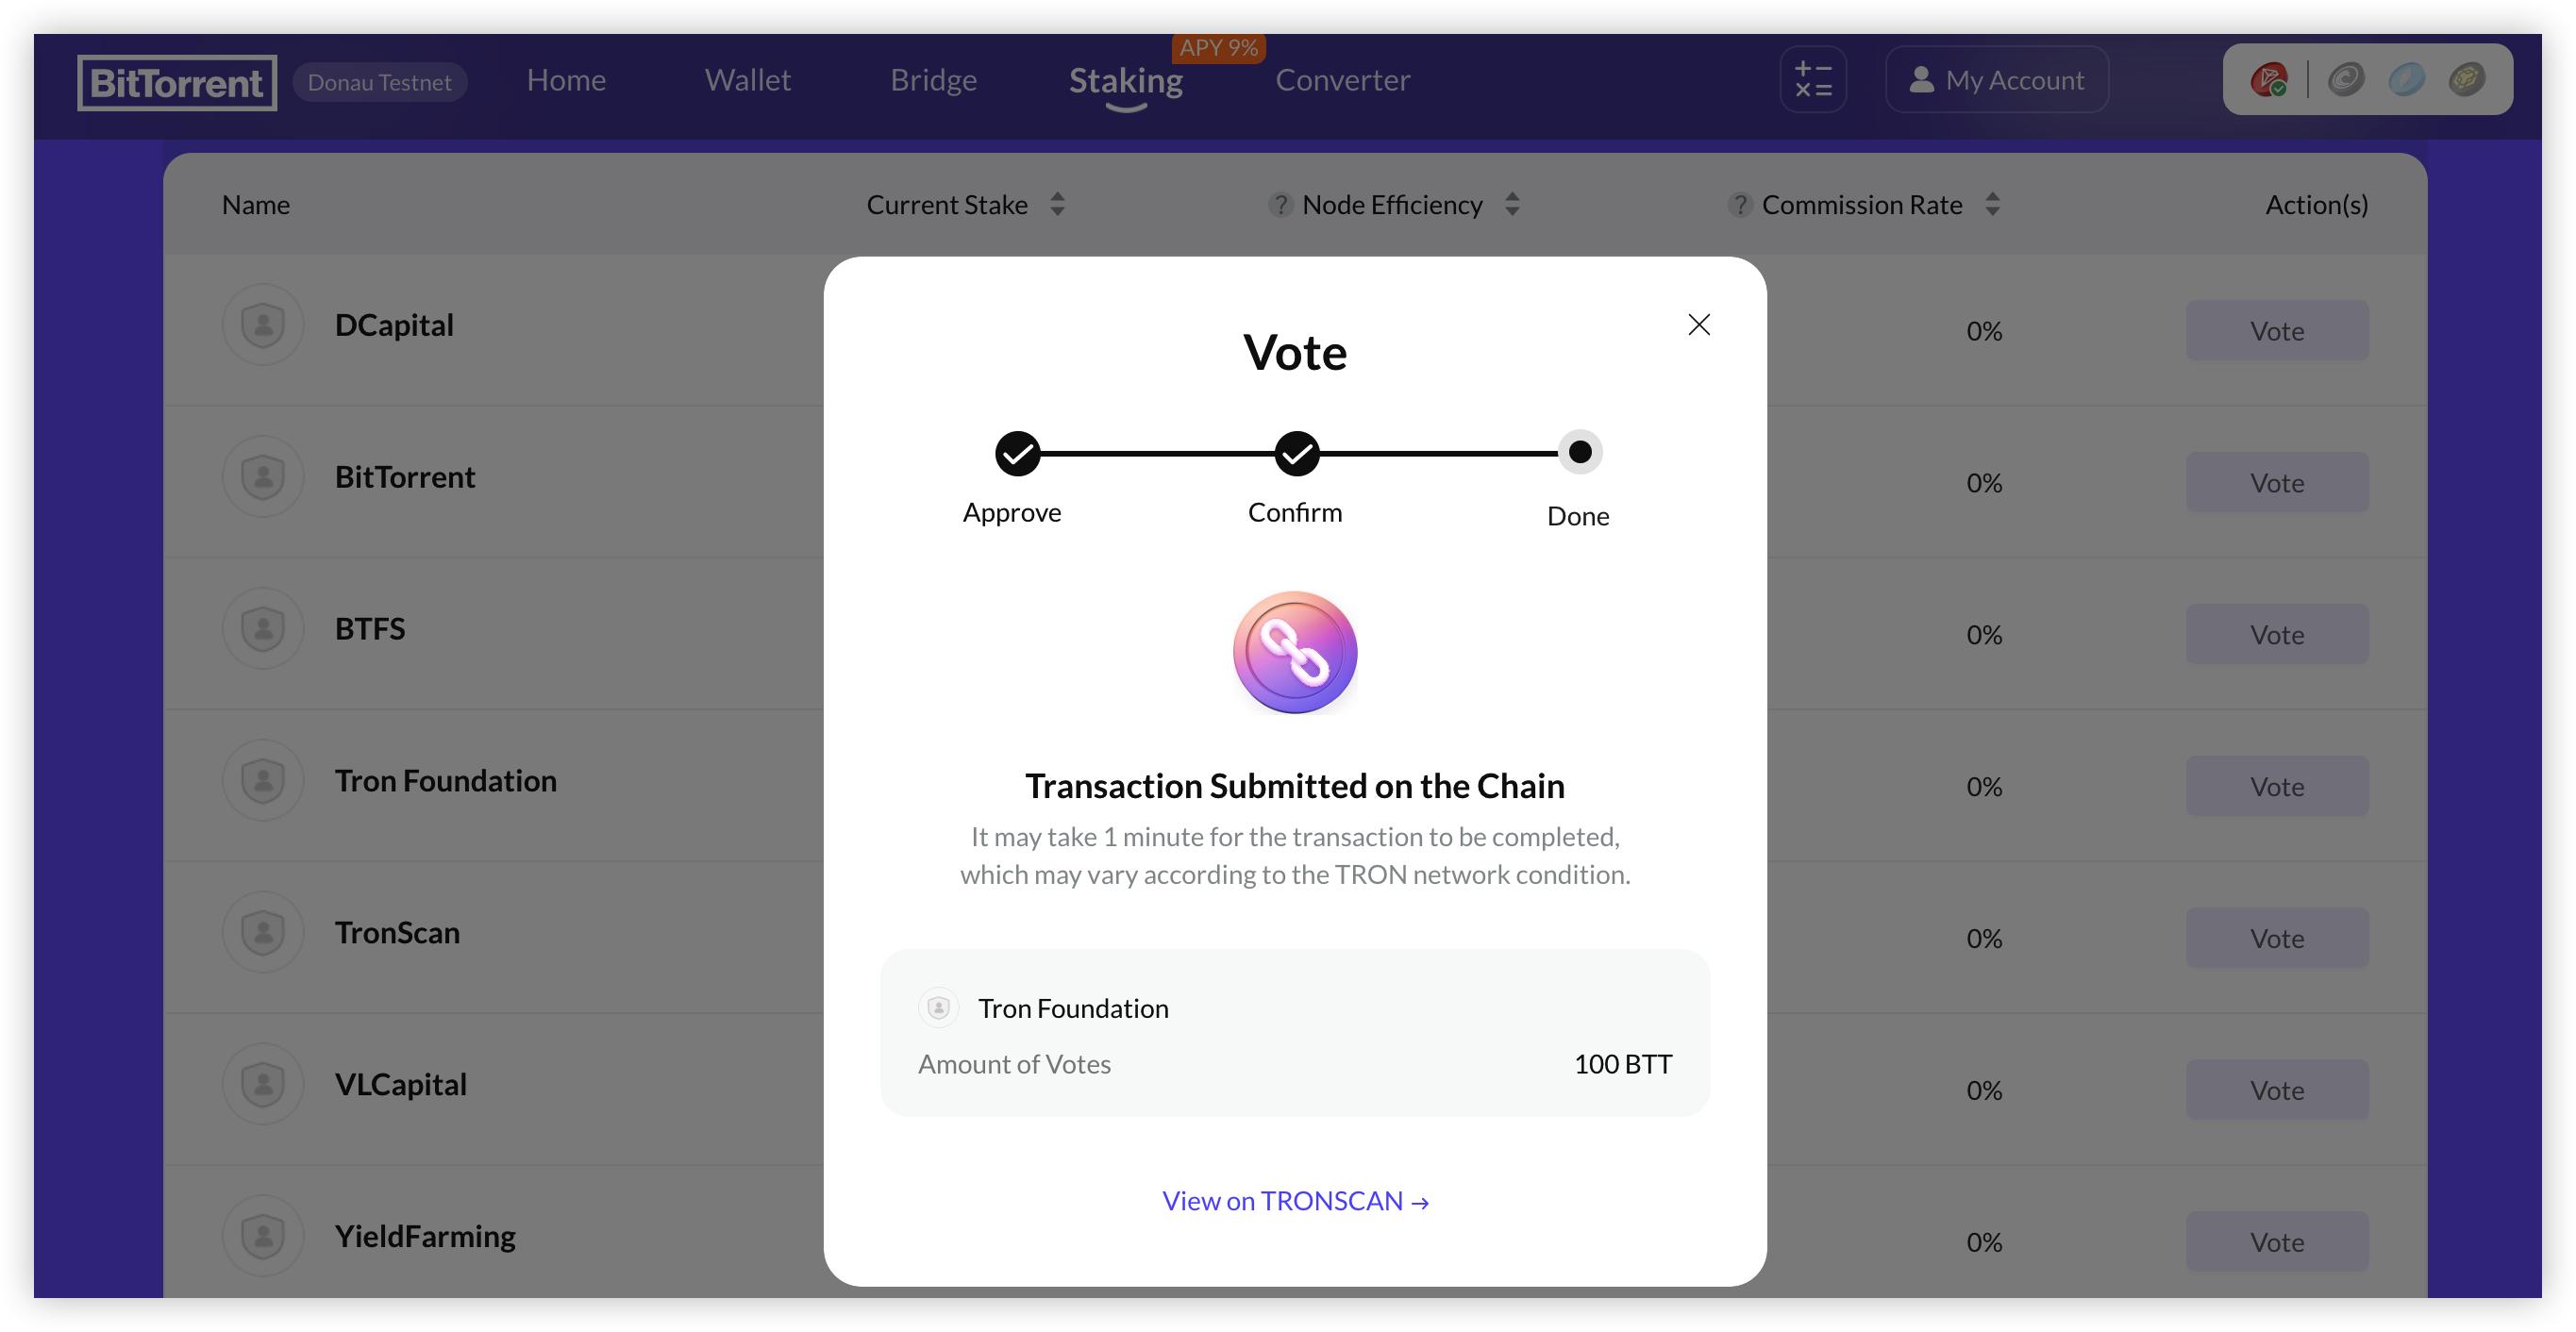 BitTorrent Donau Testnet Home Wallet Bridge Staking APY 9% Converter My Account
Name Current Stake ? Node Efficiency ? Commission Rate Action(s)
DCapital 0% Vote
BitTorrent 0% Vote
BTFS 0% Vote
Tron Foundation 0% Vote
TronScan 0% Vote
VLCapital 0% Vote
YieldFarming 0% Vote
Vote
Approve Confirm Done
Transaction Submitted on the Chain
It may take 1 minute for the transaction to be completed,
which may vary according to the TRON network condition.
Tron Foundation
Amount of Votes 100 BTT
View on TRONSCAN →